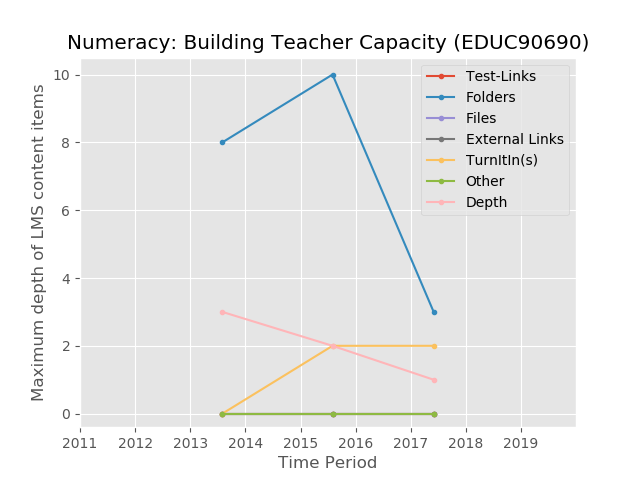 Numeracy: Building Teacher Capacity (EDUC90690)
Maximum depth of LMS content items
10
8
6
4
2
0
Test-Links
Folders
Files
External Links
TurnItIn(s)
Other
Depth
2011 2012 2013 2014 2015 2016 2017 2018 2019
Time Period